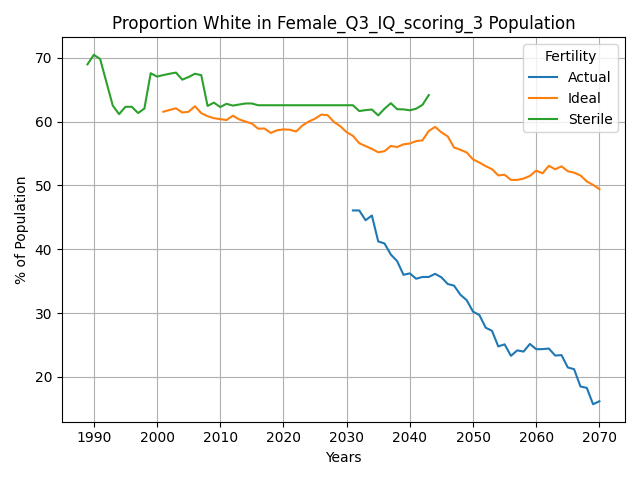 Proportion White in Female_Q3_IQ_scoring_3 Population
Fertility
Actual
Ideal
Sterile
% of Population
70
60
50
40
30
20
1990 2000 2010 2020 2030 2040 2050 2060 2070
Years